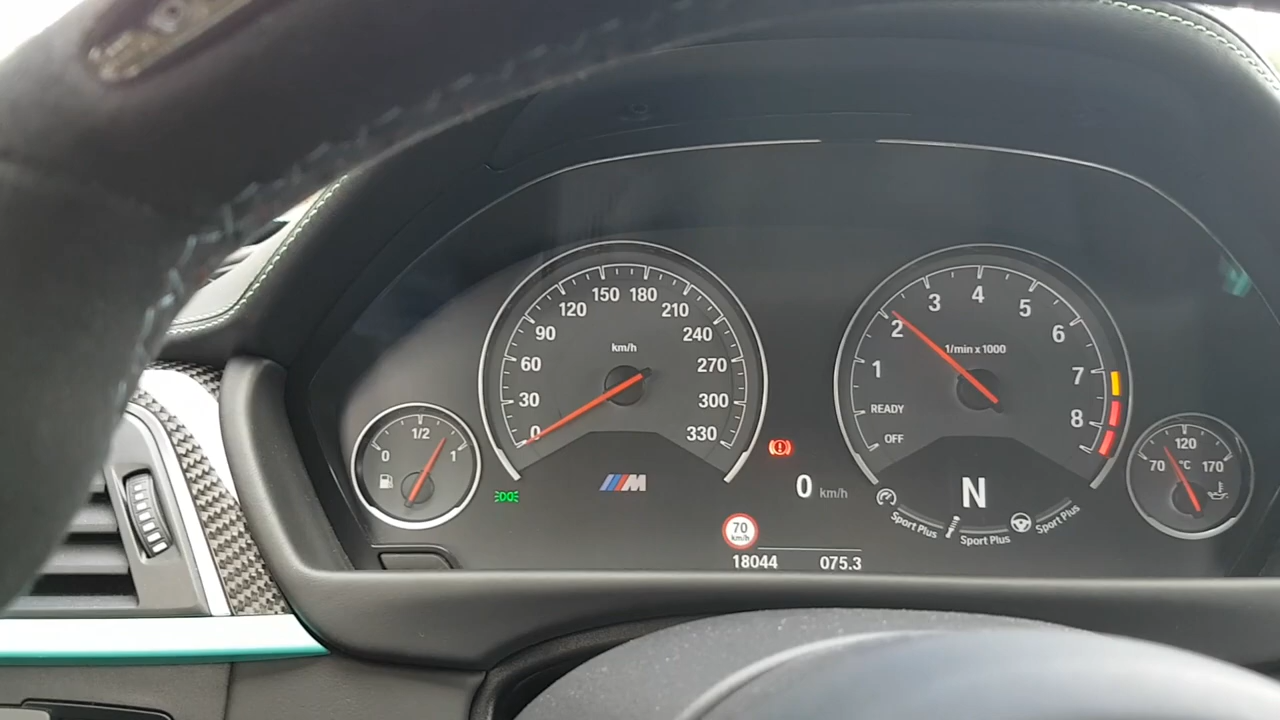 0 30 60 90 120 150 180 210 240 270 300 330
km/h
OFF READY 1 2 3 4 5 6 7 8
1/min x 1000
0 1/2 1
70 120 170
°C
M
0 km/h
N
Sport Plus
Sport Plus
Sport Plus
70
km/h
18044 075.3